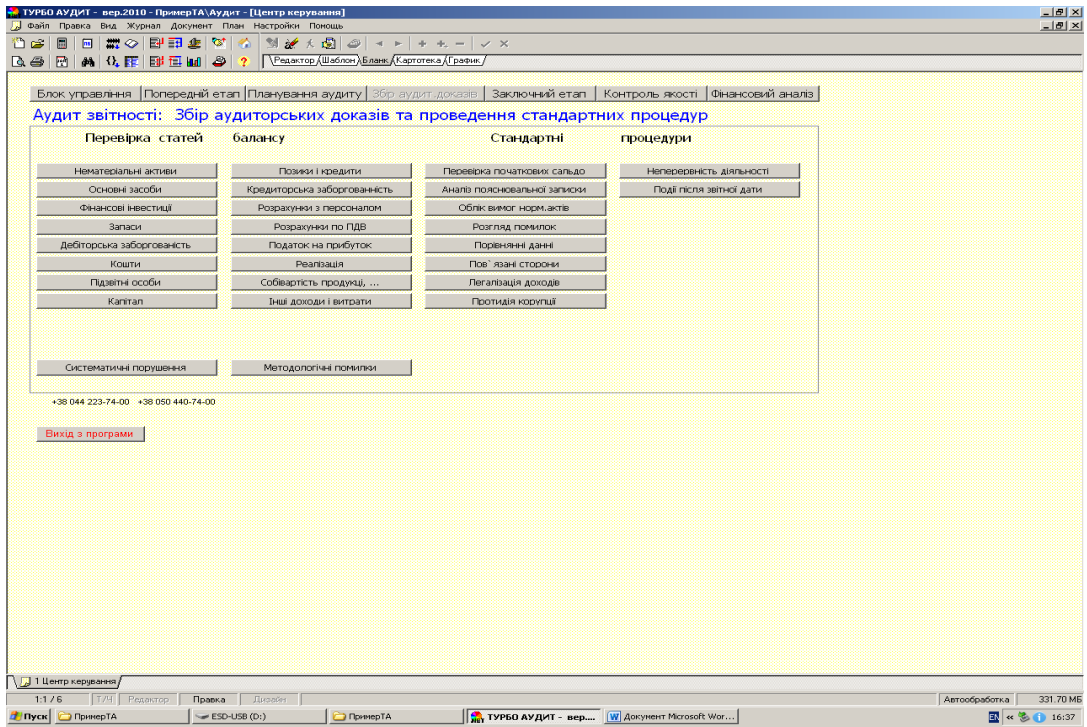 ТУРБО АУДИТ - вер.2010 - ПримерТА\Аудит - [Центр керування]
Файл Правка Вид Журнал Документ План Настройки Помощь
Редактор Шаблон Бланк Картотека График
Блок управління Попередній етап Планування аудиту Збір аудит.доказів Заключний етап Контроль якості Фінансовий аналіз
Аудит звітності: Збір аудиторських доказів та проведення стандартних процедур
Перевірка статей балансу Стандартні процедури
Нематеріальні активи Позики і кредити Перевірка початкових сальдо Неперервність діяльності
Основні засоби Кредиторська заборгованність Аналіз пояснювальної записки Події після звітної дати
Фінансові інвестиції Розрахунки з персоналом Облік вимог норм.актів
Запаси Розрахунки по ПДВ Розгляд помилок
Дебіторська заборгованість Податок на прибуток Порівнянні данні
Кошти Реалізація Пов`язані сторони
Підзвітні особи Собівартість продукці, ... Легалізація доходів
Капітал Інші доходи і витрати Протидія корупції
Систематичні порушення Методологічні помилки
+38 044 223-74-00 +38 050 440-74-00
Вихід з програми
1 Центр керування
1:1 / 6 Т/Ч Редактор Правка Дизайн Автообработка 331.70 МБ
Пуск ПримерТА ESD-USB (D:) ПримерТА ТУРБО АУДИТ - вер.... Документ Microsoft Wor... EN « 16:37